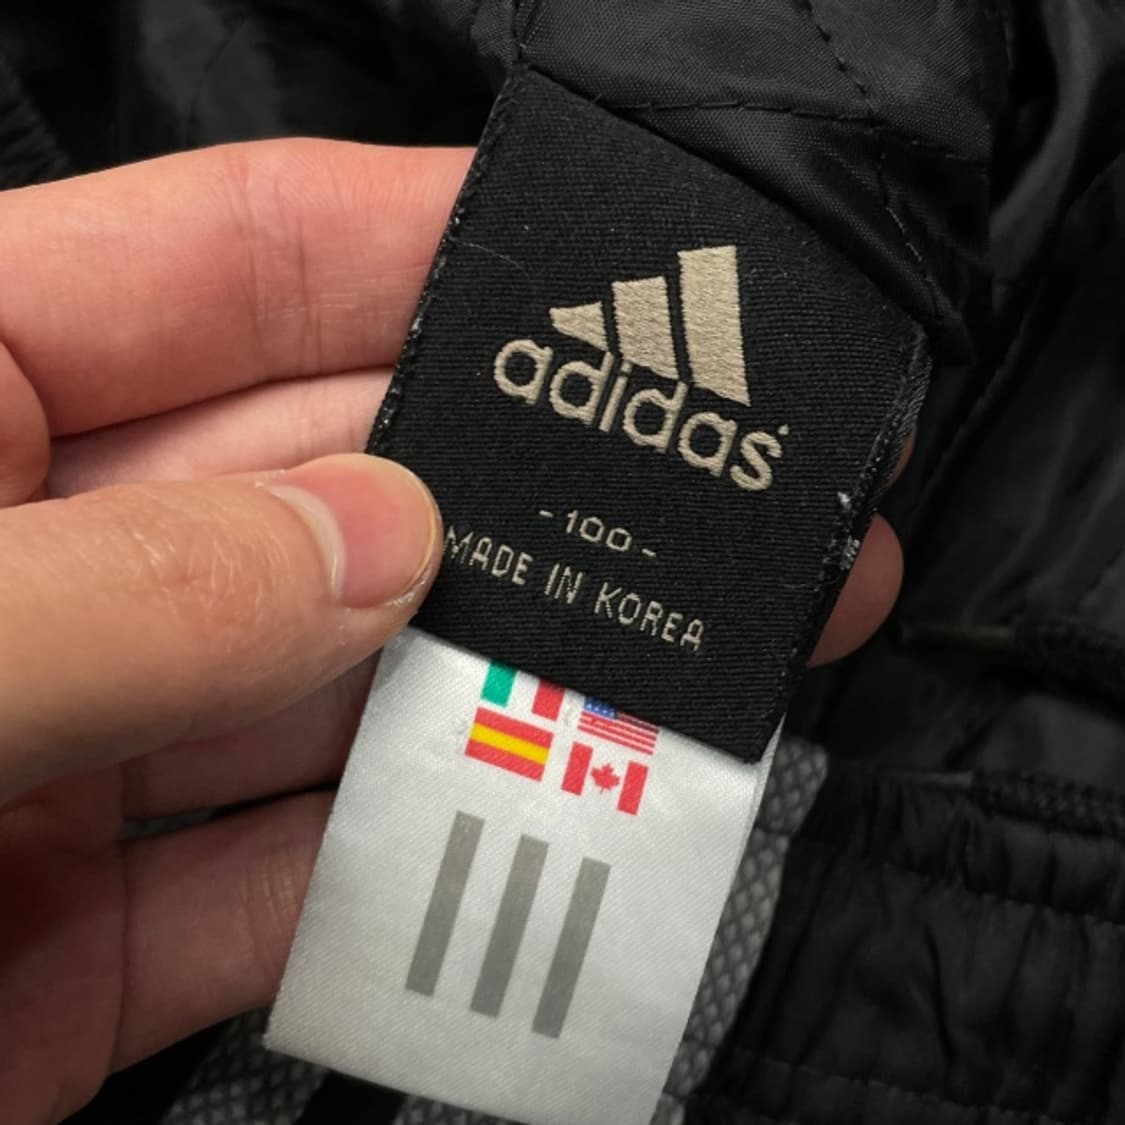 adidas
-100-
MADE IN KOREA